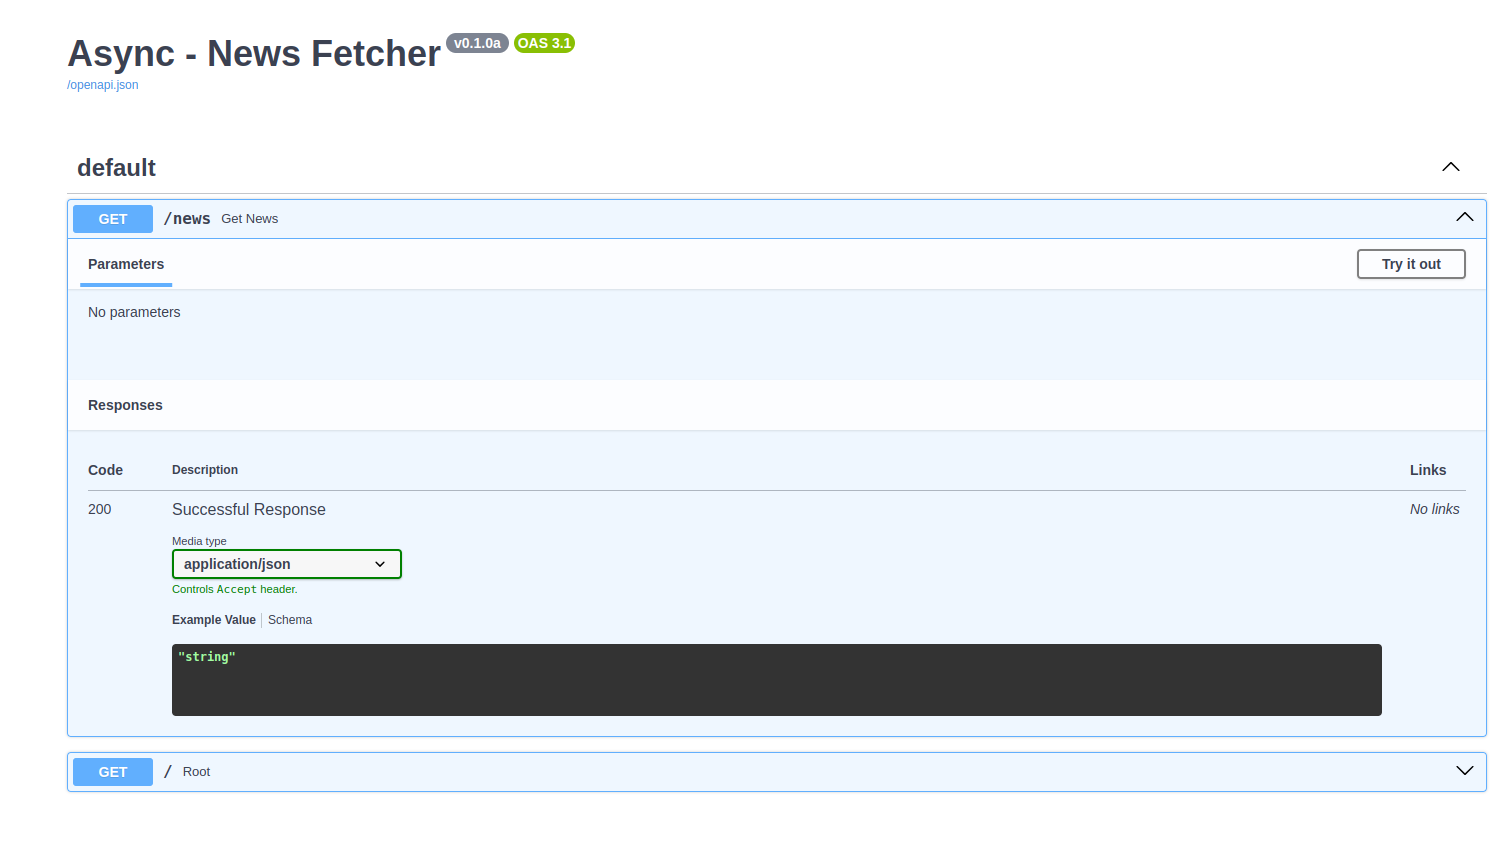 Async - News Fetcher v0.1.0a OAS 3.1
/openapi.json
default
GET /news Get News
Parameters Try it out
No parameters
Responses
Code Description Links
200 Successful Response No links
Media type
application/json
Controls Accept header.
Example Value Schema
"string"
GET / Root